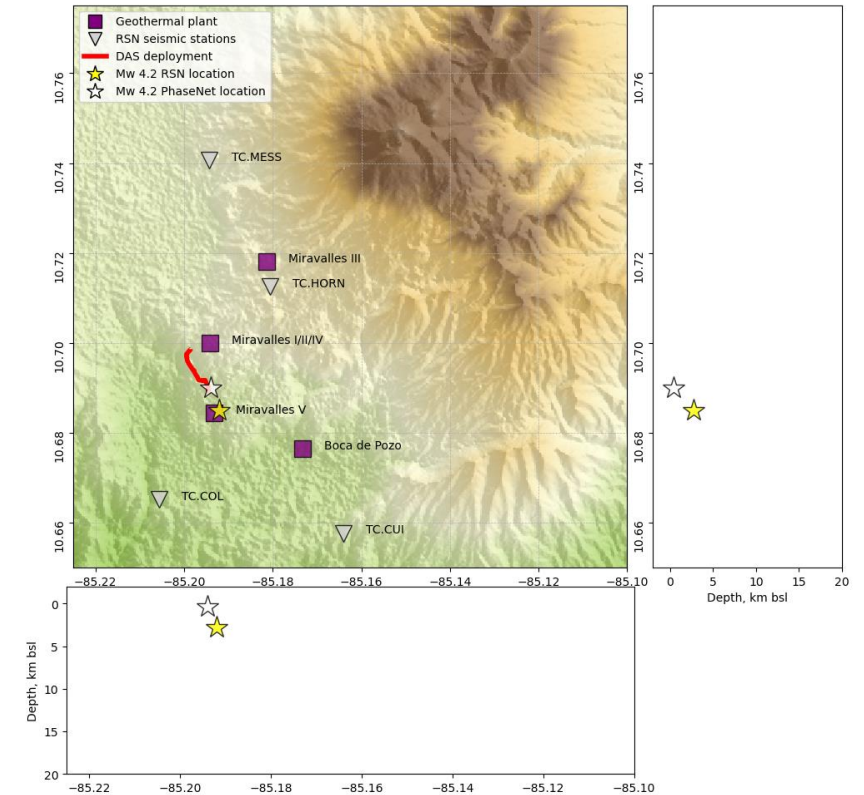 Geothermal plant
RSN seismic stations
DAS deployment
Mw 4.2 RSN location
Mw 4.2 PhaseNet location
10.76
10.76
TC.MESS
10.74
10.74
Miravalles III
TC.HORN
10.72
10.72
Miravalles I/II/IV
10.70
10.70
Miravalles V
Boca de Pozo
10.68
10.68
TC.COL
TC.CUI
10.66
10.66
−85.22 −85.20 −85.18 −85.16 −85.14 −85.12 −85.10
0 5 10 15 20
Depth, km bsl
0
5
10
15
20
Depth, km bsl
−85.22 −85.20 −85.18 −85.16 −85.14 −85.12 −85.10